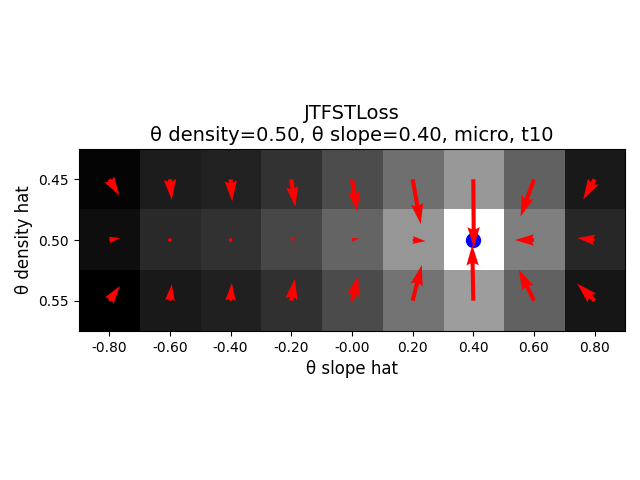 JTFSTLoss
θ density=0.50, θ slope=0.40, micro, t10
θ density hat
0.45
0.50
0.55
-0.80 -0.60 -0.40 -0.20 -0.00 0.20 0.40 0.60 0.80
θ slope hat